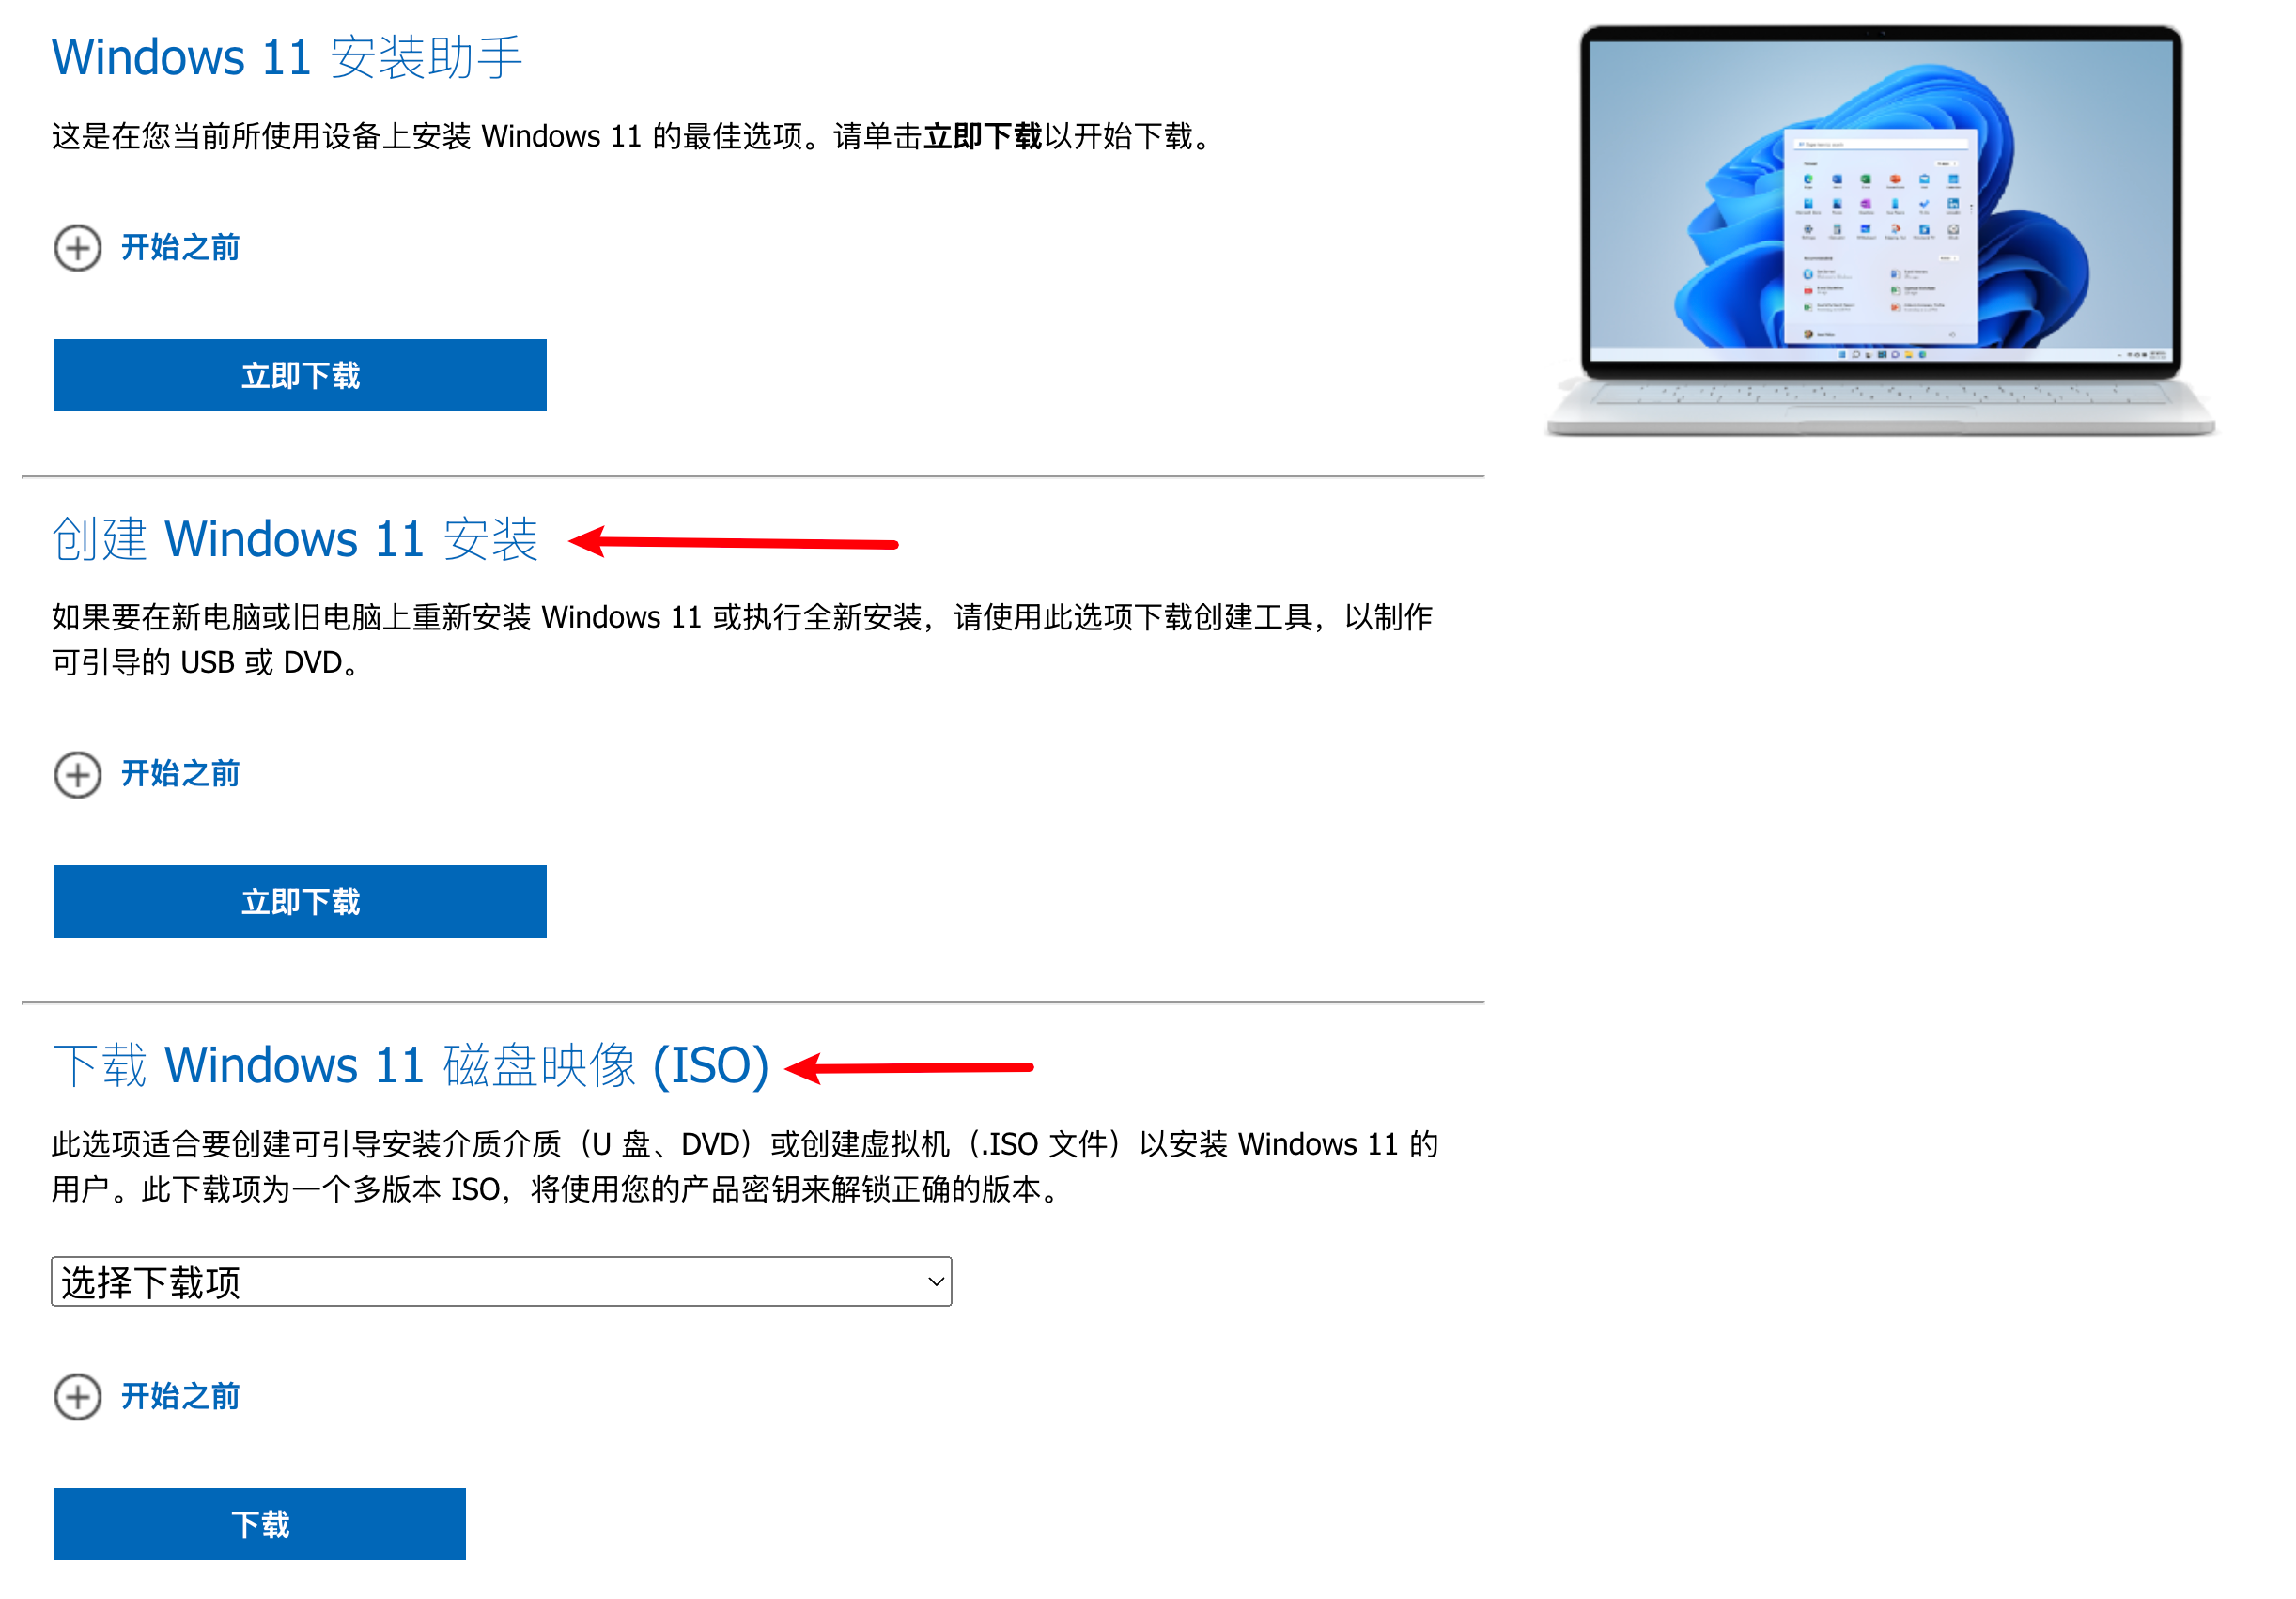 Windows 11 安装助手
这是在您当前所使用设备上安装 Windows 11 的最佳选项。请单击立即下载以开始下载。
开始之前
立即下载
创建 Windows 11 安装
如果要在新电脑或旧电脑上重新安装 Windows 11 或执行全新安装，请使用此选项下载创建工具，以制作
可引导的 USB 或 DVD。
开始之前
立即下载
下载 Windows 11 磁盘映像 (ISO)
此选项适合要创建可引导安装介质介质（U 盘、DVD）或创建虚拟机（.ISO 文件）以安装 Windows 11 的
用户。此下载项为一个多版本 ISO，将使用您的产品密钥来解锁正确的版本。
选择下载项
开始之前
下载